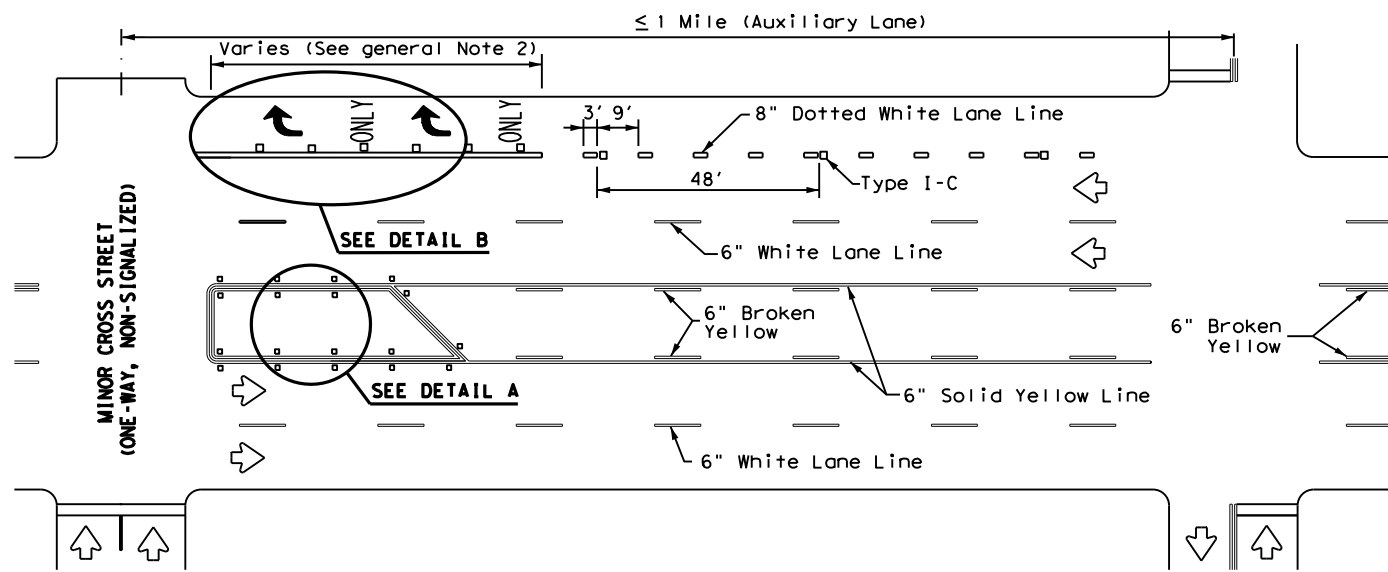 ≤ 1 Mile (Auxiliary Lane)
Varies (See general Note 2)
ONLY
ONLY
3' 9'
8" Dotted White Lane Line
48'
Type I-C
SEE DETAIL B
6" White Lane Line
MINOR CROSS STREET
(ONE-WAY, NON-SIGNALIZED)
6" Broken
Yellow
6" Broken
Yellow
SEE DETAIL A
6" Solid Yellow Line
6" White Lane Line